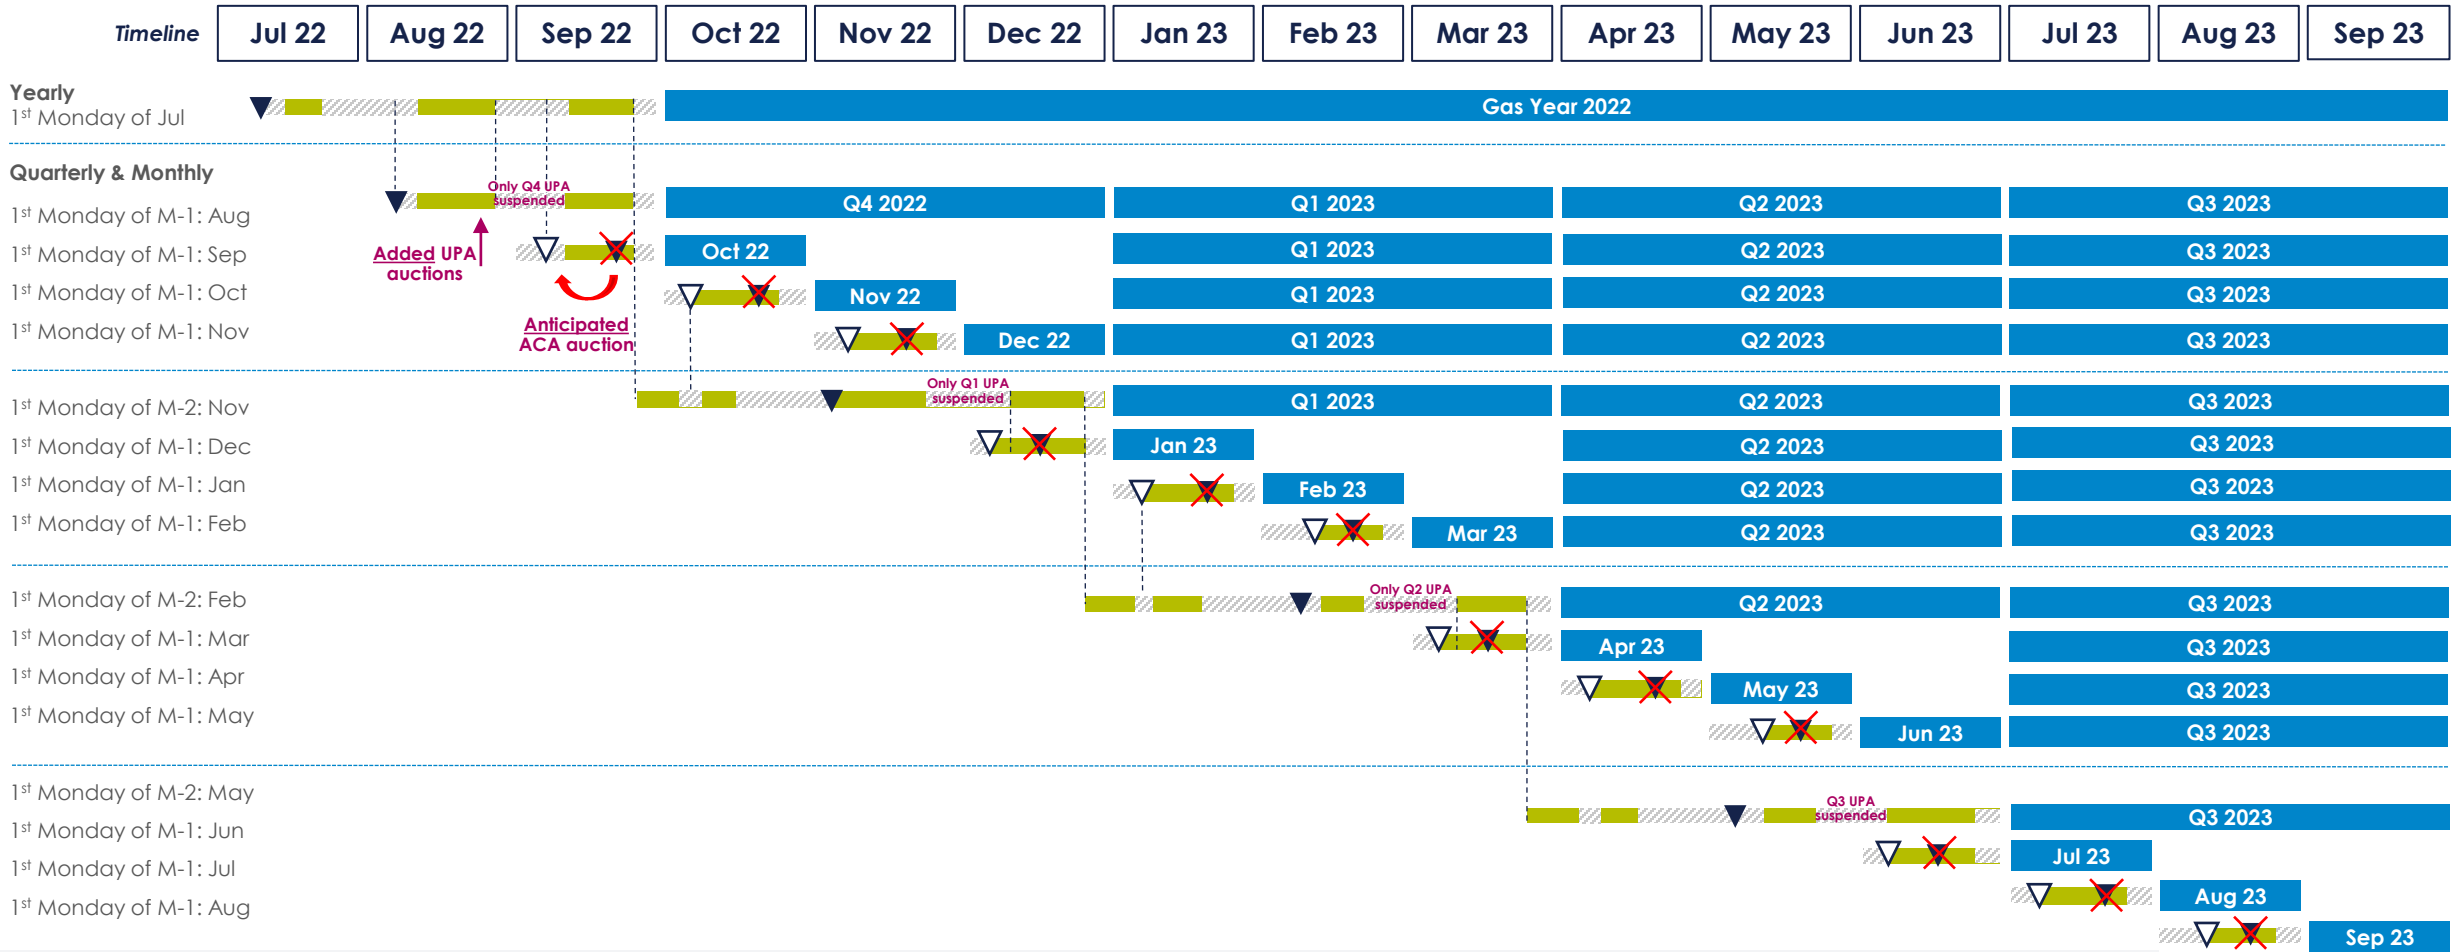 Timeline Jul 22 Aug 22 Sep 22 Oct 22 Nov 22 Dec 22 Jan 23 Feb 23 Mar 23 Apr 23 May 23 Jun 23 Jul 23 Aug 23 Sep 23
Yearly
1st Monday of Jul
Gas Year 2022
Quarterly & Monthly
1st Monday of M-1: Aug
Only Q4 UPA
suspended
Q4 2022 Q1 2023 Q2 2023 Q3 2023
Added UPA
auctions
1st Monday of M-1: Sep
Oct 22 Q1 2023 Q2 2023 Q3 2023
1st Monday of M-1: Oct
Nov 22 Q1 2023 Q2 2023 Q3 2023
Anticipated
ACA auction
1st Monday of M-1: Nov
Dec 22 Q1 2023 Q2 2023 Q3 2023
1st Monday of M-2: Nov
Only Q1 UPA
suspended
Q1 2023 Q2 2023 Q3 2023
1st Monday of M-1: Dec
Jan 23 Q2 2023 Q3 2023
1st Monday of M-1: Jan
Feb 23 Q2 2023 Q3 2023
1st Monday of M-1: Feb
Mar 23 Q2 2023 Q3 2023
1st Monday of M-2: Feb
Only Q2 UPA
suspended
Q2 2023 Q3 2023
1st Monday of M-1: Mar
Apr 23 Q3 2023
1st Monday of M-1: Apr
May 23 Q3 2023
1st Monday of M-1: May
Jun 23 Q3 2023
1st Monday of M-2: May
Q3 UPA
suspended
Q3 2023
1st Monday of M-1: Jun
Jul 23
1st Monday of M-1: Jul
Aug 23
1st Monday of M-1: Aug
Sep 23